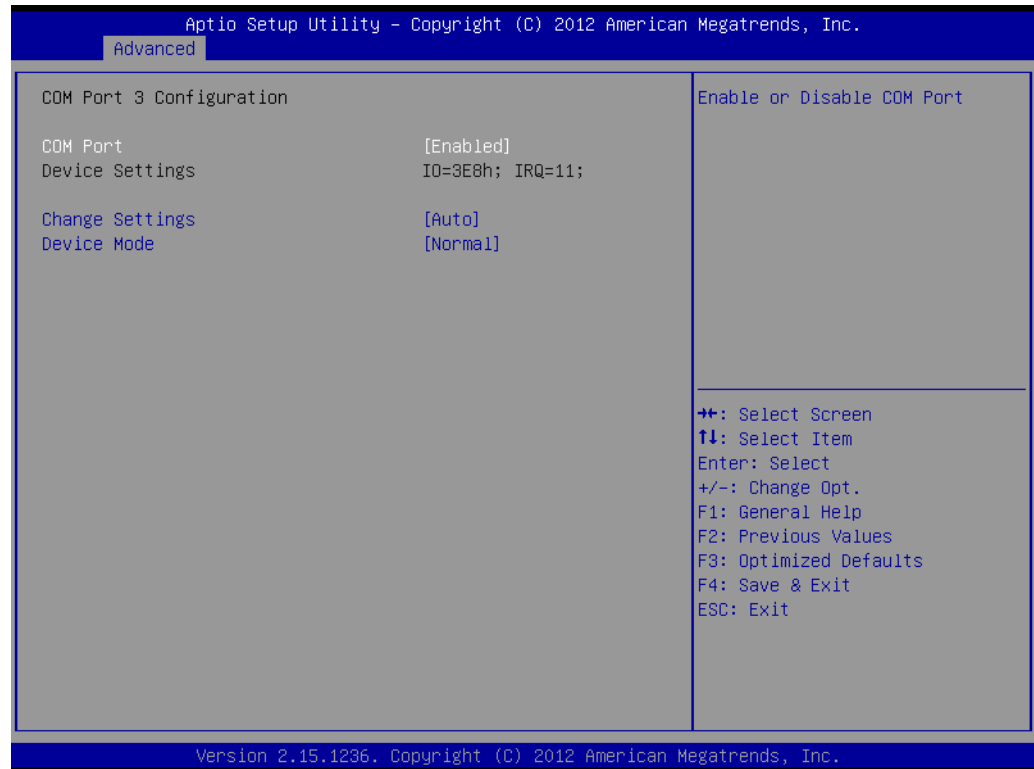 Aptio Setup Utility – Copyright (C) 2012 American Megatrends, Inc.
Advanced
COM Port 3 Configuration
COM Port [Enabled]
Device Settings IO=3E8h; IRQ=11;
Change Settings [Auto]
Device Mode [Normal]
Enable or Disable COM Port
→←: Select Screen
↑↓: Select Item
Enter: Select
+/-: Change Opt.
F1: General Help
F2: Previous Values
F3: Optimized Defaults
F4: Save & Exit
ESC: Exit
Version 2.15.1236. Copyright (C) 2012 American Megatrends, Inc.